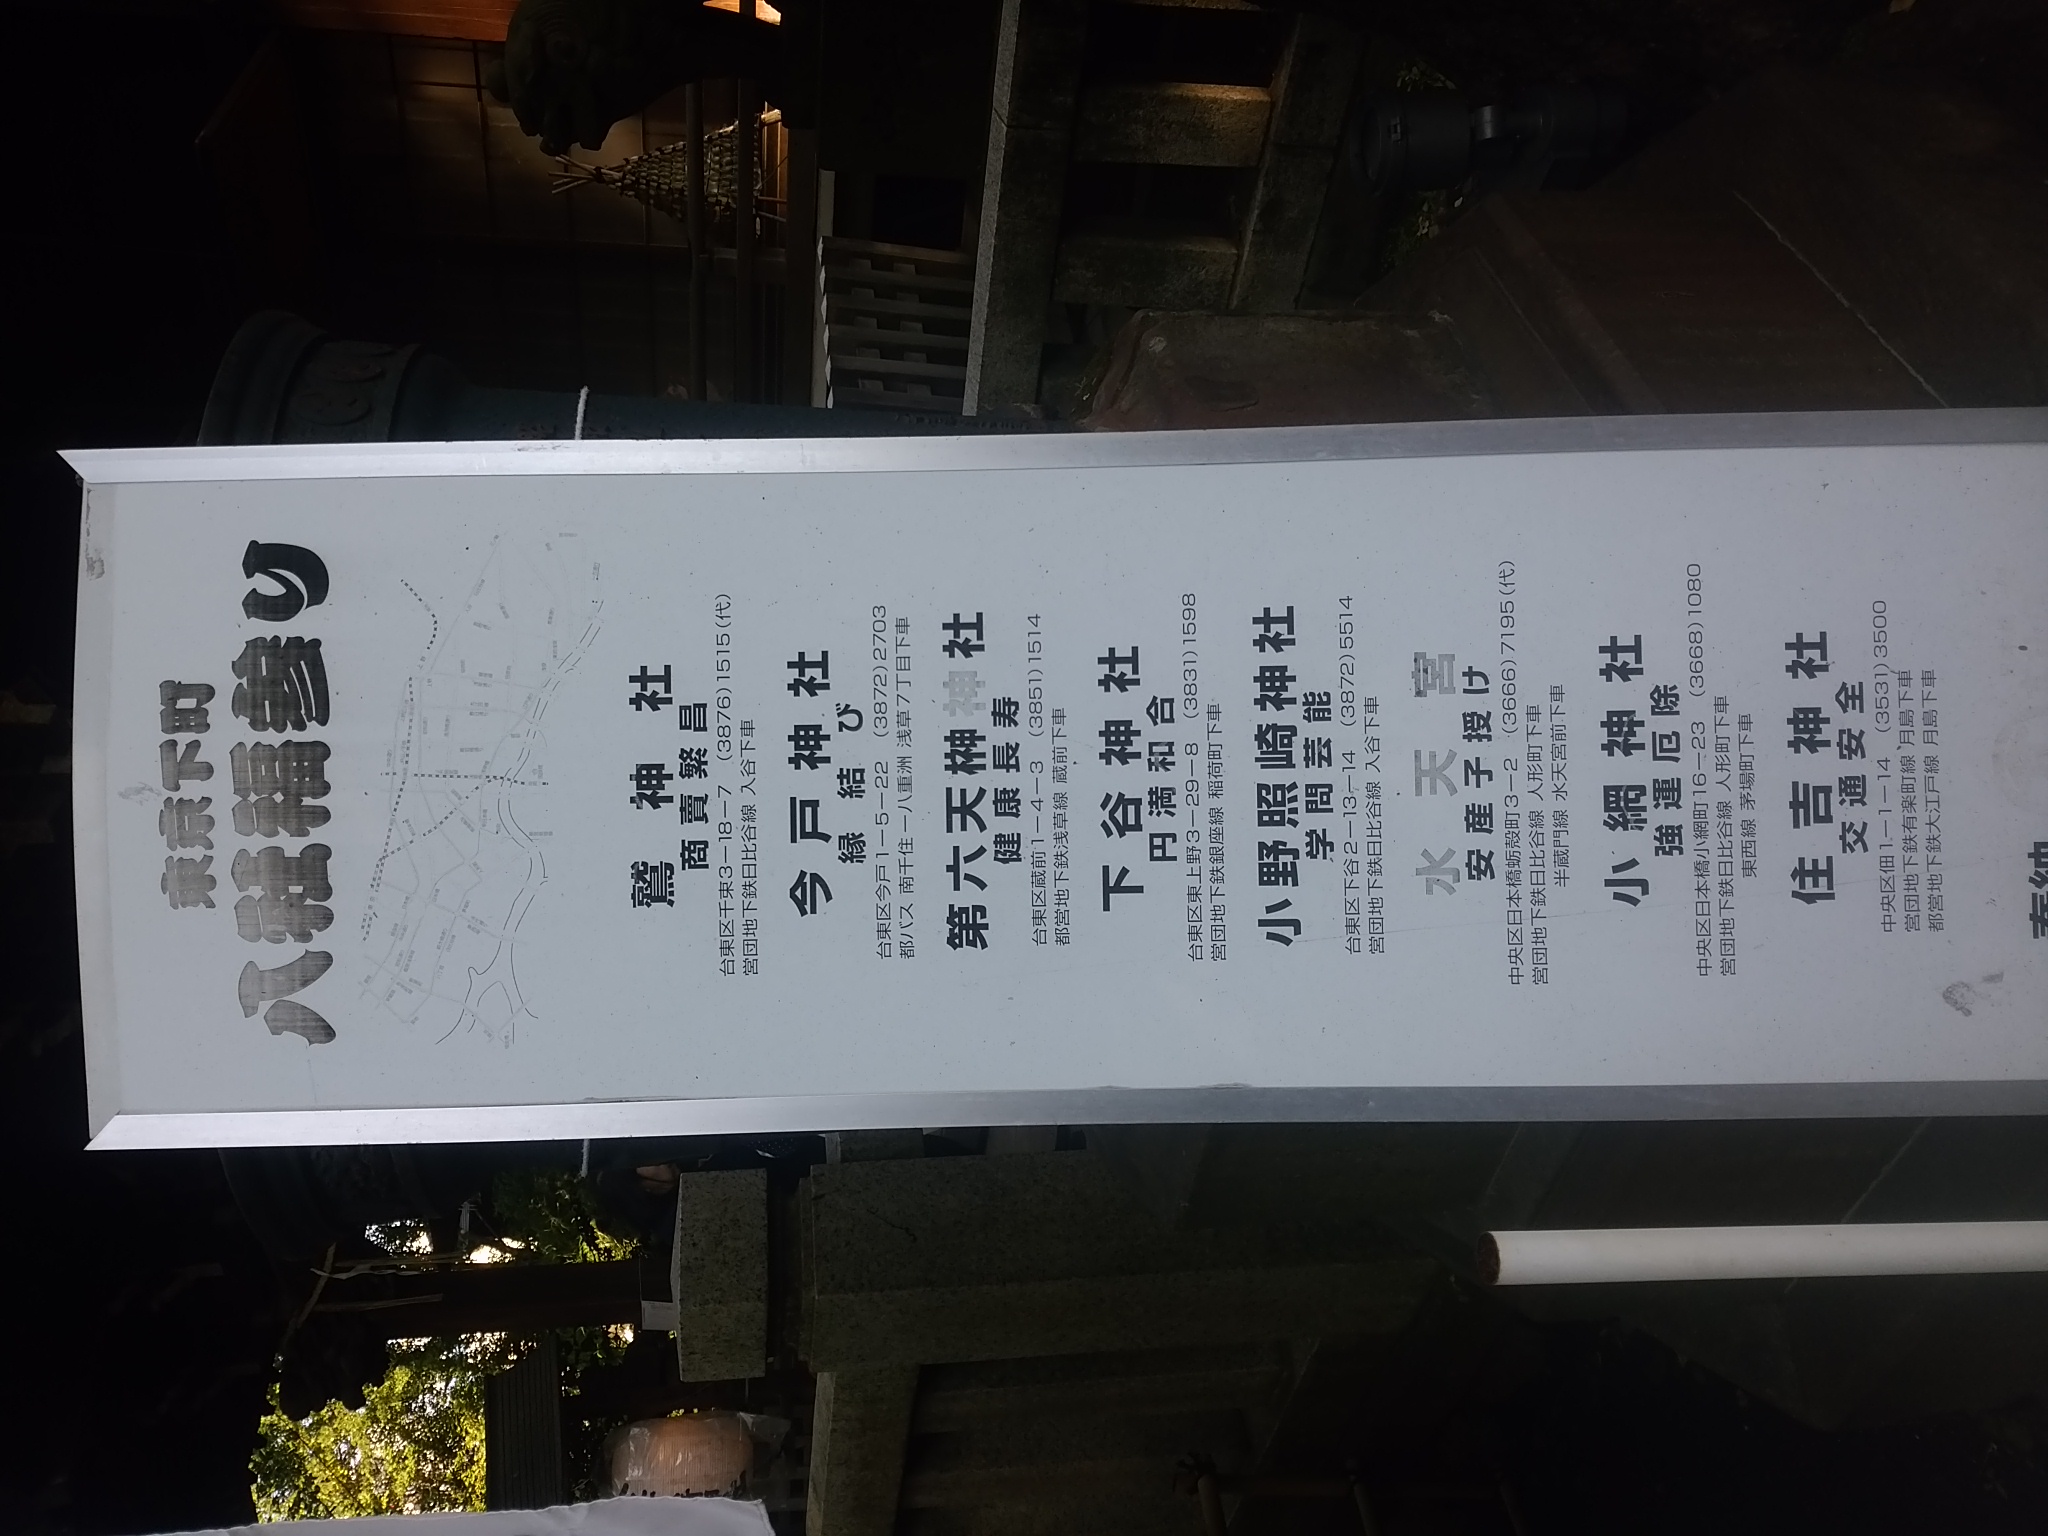 東京下町
八社福参り
鷲神社
商賣繁昌
台東区千束3−18−7 (3876)1515(代)
営団地下鉄日比谷線 入谷下車
今戸神社
縁結び
台東区今戸1−5−22 (3872)2703
都バス 南千住−八重洲 浅草7丁目下車
第六天榊神社
健康長寿
台東区蔵前1−4−3 (3851)1514
都営地下鉄浅草線 蔵前下車
下谷神社
円満和合
台東区東上野3−29−8 (3831)1598
営団地下鉄銀座線 稲荷町下車
小野照崎神社
学問芸能
台東区下谷2−13−14 (3872)5514
営団地下鉄日比谷線 入谷下車
水天宮
安産子授け
中央区日本橋蛎殻町3−2 (3666)7195(代)
営団地下鉄日比谷線 人形町下車
半蔵門線 水天宮前下車
小網神社
強運厄除
中央区日本橋小網町16−23 (3668)1080
営団地下鉄日比谷線 人形町下車
東西線 茅場町下車
住吉神社
交通安全
中央区佃1−1−14 (3531)3500
営団地下鉄有楽町線 月島下車
都営地下鉄大江戸線 月島下車
奉納